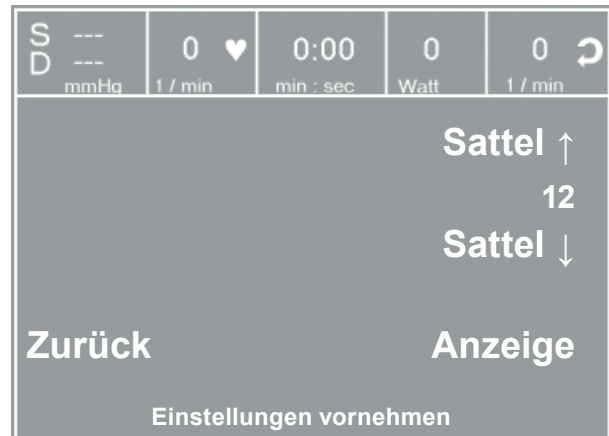 S --- 0 ♥ 0:00 0 0
D --- mmHg 1 / min min : sec Watt 1 / min
Sattel ↑
12
Sattel ↓
Zurück Anzeige
Einstellungen vornehmen